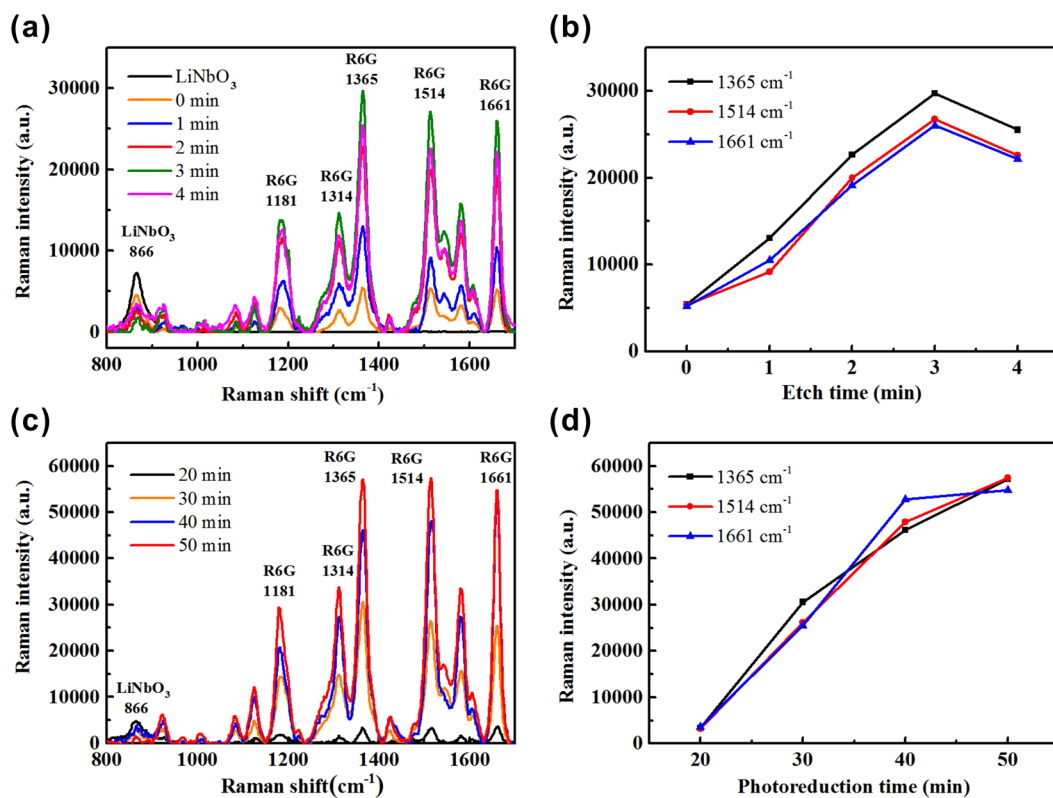 (a)
R6G
1365
R6G
1514
R6G
1661
R6G
1181
R6G
1314
LiNbO3
866
LiNbO3
0 min
1 min
2 min
3 min
4 min
30000
20000
10000
0
Raman intensity (a.u.)
800 1000 1200 1400 1600
Raman shift (cm-1)
(b)
1365 cm-1
1514 cm-1
1661 cm-1
30000
20000
10000
0
Raman intensity (a.u.)
0 1 2 3 4
Etch time (min)
(c)
20 min
30 min
40 min
50 min
R6G
1365
R6G
1514
R6G
1661
R6G
1314
R6G
1181
LiNbO3
866
60000
50000
40000
30000
20000
10000
0
Raman intensity (a.u.)
800 1000 1200 1400 1600
Raman shift(cm-1)
(d)
1365 cm-1
1514 cm-1
1661 cm-1
60000
50000
40000
30000
20000
10000
0
Raman intensity (a.u.)
20 30 40 50
Photoreduction time (min)